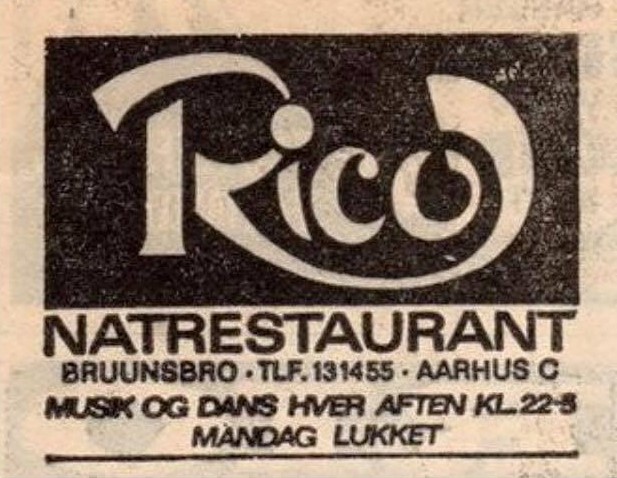 Rico
NATRESTAURANT
BRUUNSBRO · TLF. 131455 · AARHUS C
MUSIK OG DANS HVER AFTEN KL. 22-5
MANDAG LUKKET